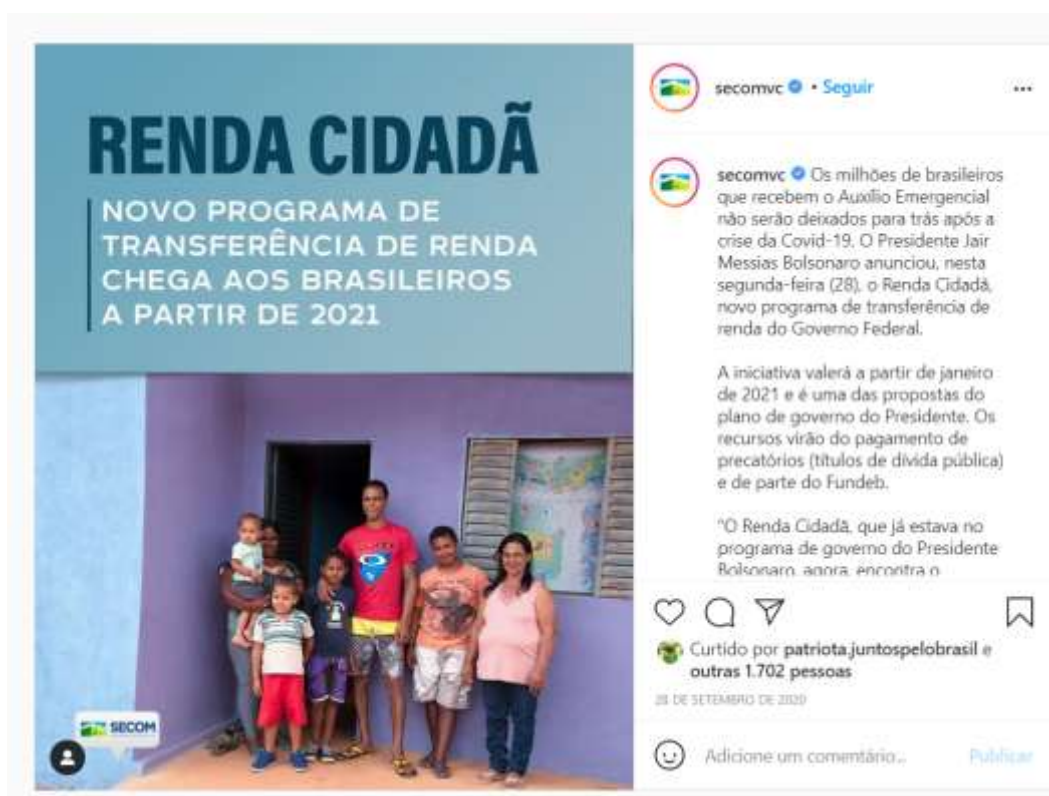 RENDA CIDADÃ
NOVO PROGRAMA DE
TRANSFERÊNCIA DE RENDA
CHEGA AOS BRASILEIROS
A PARTIR DE 2021
SECOM
secomvc • Seguir
secomvc Os milhões de brasileiros
que recebem o Auxílio Emergencial
não serão deixados para trás após a
crise da Covid-19. O Presidente Jair
Messias Bolsonaro anunciou, nesta
segunda-feira (28), o Renda Cidadã,
novo programa de transferência de
renda do Governo Federal.
A iniciativa valerá a partir de janeiro
de 2021 e é uma das propostas do
plano de governo do Presidente. Os
recursos virão do pagamento de
precatórios (títulos de dívida pública)
e de parte do Fundeb.
"O Renda Cidadã, que já estava no
programa de governo do Presidente
Bolsonaro, agora, encontra o
Curtido por patriota.juntospelobrasil e
outras 1.702 pessoas
28 DE SETEMBRO DE 2020
Adicione um comentário...
Publicar